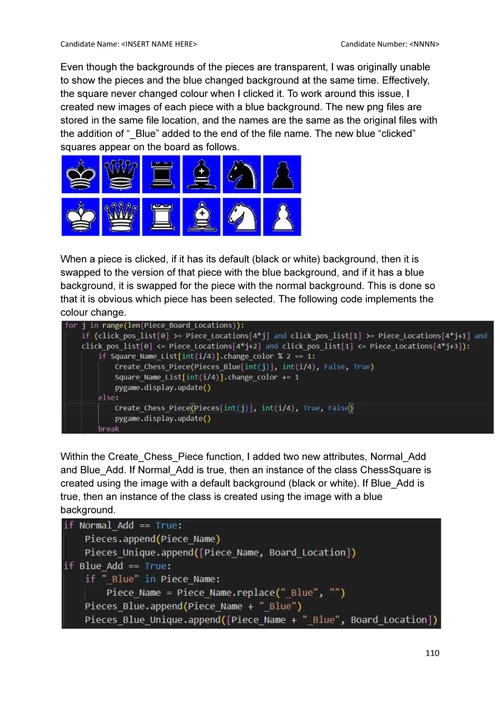 Candidate Name: <INSERT NAME HERE> Candidate Number: <NNNN>
Even though the backgrounds of the pieces are transparent, I was originally unable
to show the pieces and the blue changed background at the same time. Effectively,
the square never changed colour when I clicked it. To work around this issue, I
created new images of each piece with a blue background. The new png files are
stored in the same file location, and the names are the same as the original files with
the addition of “_Blue” added to the end of the file name. The new blue “clicked”
squares appear on the board as follows.
When a piece is clicked, if it has its default (black or white) background, then it is
swapped to the version of that piece with the blue background, and if it has a blue
background, it is swapped for the piece with the normal background. This is done so
that it is obvious which piece has been selected. The following code implements the
colour change.
for j in range(len(Piece_Board_Locations)):
if (click_pos_list[0] >= Piece_Locations[4*j] and click_pos_list[1] >= Piece_Locations[4*j+1] and
click_pos_list[0] <= Piece_Locations[4*j+2] and click_pos_list[1] <= Piece_Locations[4*j+3]):
if Square_Name_List[int(i/4)].change_color % 2 == 1:
Create_Chess_Piece(Pieces_Blue[int(j)], int(i/4), False, True)
Square_Name_List[int(i/4)].change_color += 1
pygame.display.update()
else:
Create_Chess_Piece(Pieces[int(j)], int(i/4), True, False)
pygame.display.update()
break
Within the Create_Chess_Piece function, I added two new attributes, Normal_Add
and Blue_Add. If Normal_Add is true, then an instance of the class ChessSquare is
created using the image with a default background (black or white). If Blue_Add is
true, then an instance of the class is created using the image with a blue
background.
if Normal_Add == True:
Pieces.append(Piece_Name)
Pieces_Unique.append([Piece_Name, Board_Location])
if Blue_Add == True:
if "_Blue" in Piece_Name:
Piece_Name = Piece_Name.replace("_Blue", "")
Pieces_Blue.append(Piece_Name + "_Blue")
Pieces_Blue_Unique.append([Piece_Name + "_Blue", Board_Location])
110